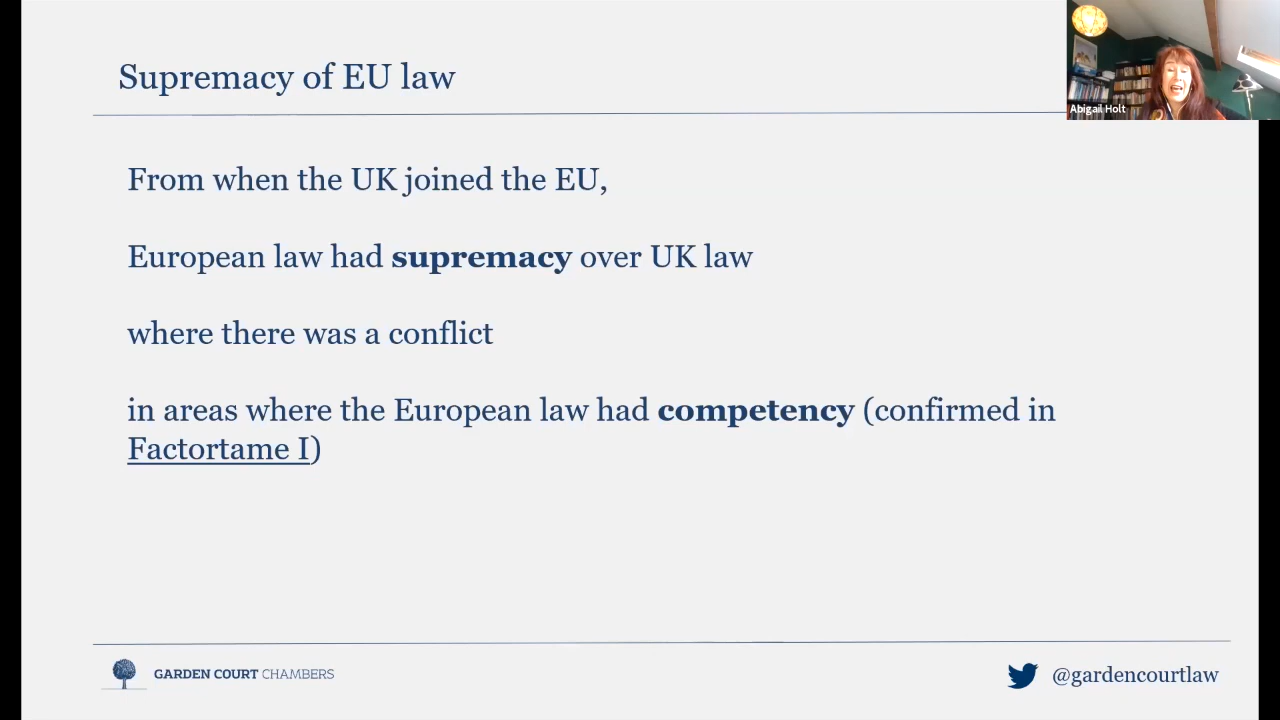 Supremacy of EU law
Abigail Holt
From when the UK joined the EU,
European law had supremacy over UK law
where there was a conflict
in areas where the European law had competency (confirmed in
Factortame I)
GARDEN COURT CHAMBERS
@gardencourtlaw